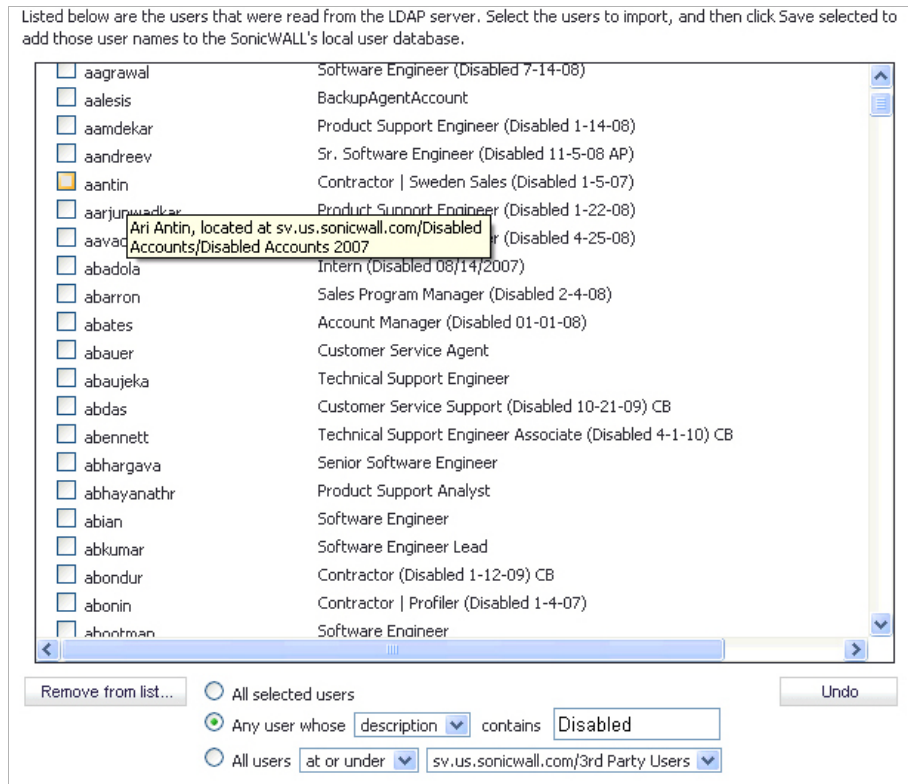 Listed below are the users that were read from the LDAP server. Select the users to import, and then click Save selected to
add those user names to the SonicWALL's local user database.
aagrawal Software Engineer (Disabled 7-14-08)
aalesis BackupAgentAccount
aamdekar Product Support Engineer (Disabled 1-14-08)
aandreev Sr. Software Engineer (Disabled 11-5-08 AP)
aantin Contractor | Sweden Sales (Disabled 1-5-07)
aarjunwadkar Product Support Engineer (Disabled 1-22-08)
Ari Antin, located at sv.us.sonicwall.com/Disabled
Accounts/Disabled Accounts 2007
(Disabled 4-25-08)
abadola Intern (Disabled 08/14/2007)
abarron Sales Program Manager (Disabled 2-4-08)
abates Account Manager (Disabled 01-01-08)
abauer Customer Service Agent
abaujeka Technical Support Engineer
abdas Customer Service Support (Disabled 10-21-09) CB
abennett Technical Support Engineer Associate (Disabled 4-1-10) CB
abhargava Senior Software Engineer
abhayanathr Product Support Analyst
abian Software Engineer
abkumar Software Engineer Lead
abondur Contractor (Disabled 1-12-09) CB
abonin Contractor | Profiler (Disabled 1-4-07)
abootman Software Engineer
Remove from list... All selected users Undo
Any user whose description contains Disabled
All users at or under sv.us.sonicwall.com/3rd Party Users